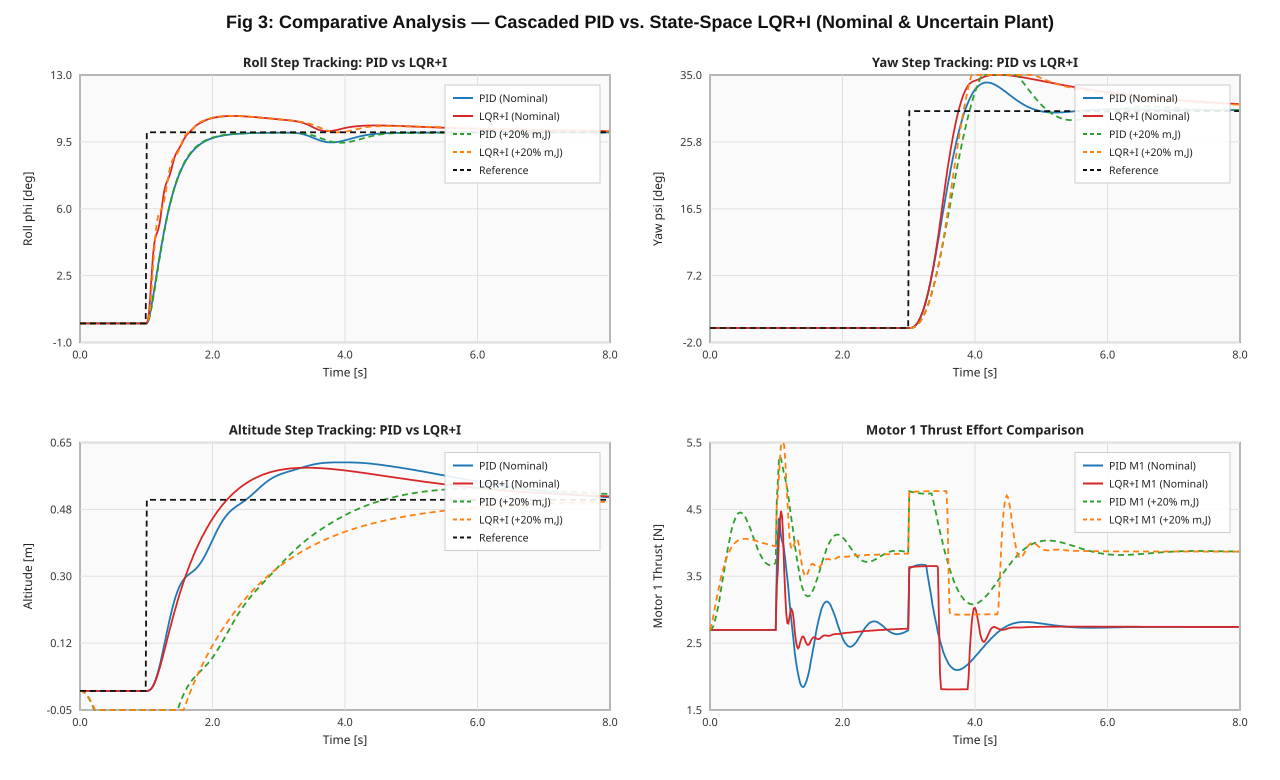 Fig 3: Comparative Analysis — Cascaded PID vs. State-Space LQR+I (Nominal & Uncertain Plant)
Roll Step Tracking: PID vs LQR+I
13.0
9.5
6.0
2.5
-1.0
Roll phi [deg]
0.0 2.0 4.0 6.0 8.0
Time [s]
PID (Nominal)
LQR+I (Nominal)
PID (+20% m,J)
LQR+I (+20% m,J)
Reference
Yaw Step Tracking: PID vs LQR+I
35.0
25.8
16.5
7.2
-2.0
Yaw psi [deg]
0.0 2.0 4.0 6.0 8.0
Time [s]
PID (Nominal)
LQR+I (Nominal)
PID (+20% m,J)
LQR+I (+20% m,J)
Reference
Altitude Step Tracking: PID vs LQR+I
0.65
0.48
0.30
0.12
-0.05
Altitude [m]
0.0 2.0 4.0 6.0 8.0
Time [s]
PID (Nominal)
LQR+I (Nominal)
PID (+20% m,J)
LQR+I (+20% m,J)
Reference
Motor 1 Thrust Effort Comparison
5.5
4.5
3.5
2.5
1.5
Motor 1 Thrust [N]
0.0 2.0 4.0 6.0 8.0
Time [s]
PID M1 (Nominal)
LQR+I M1 (Nominal)
PID M1 (+20% m,J)
LQR+I M1 (+20% m,J)